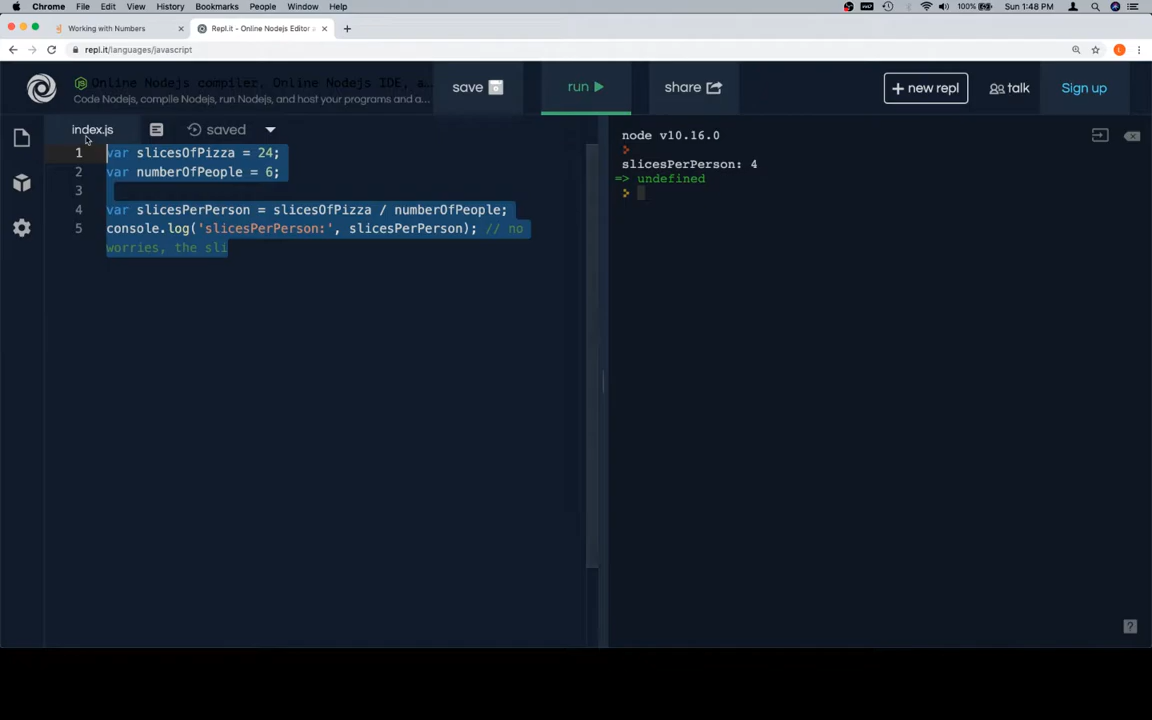 Chrome File Edit View History Bookmarks People Window Help 100% Sun 1:48 PM
Working with Numbers × Repl.it - Online Nodejs Editor a × +
repl.it/languages/javascript
Online Nodejs compiler, Online Nodejs IDE, a...
Code Nodejs, compile Nodejs, run Nodejs, and host your programs and a...
save run share + new repl talk Sign up
index.js saved
1 var slicesOfPizza = 24;
2 var numberOfPeople = 6;
3
4 var slicesPerPerson = slicesOfPizza / numberOfPeople;
5 console.log('slicesPerPerson:', slicesPerPerson); // no
worries, the sli
node v10.16.0
slicesPerPerson: 4
=> undefined
?